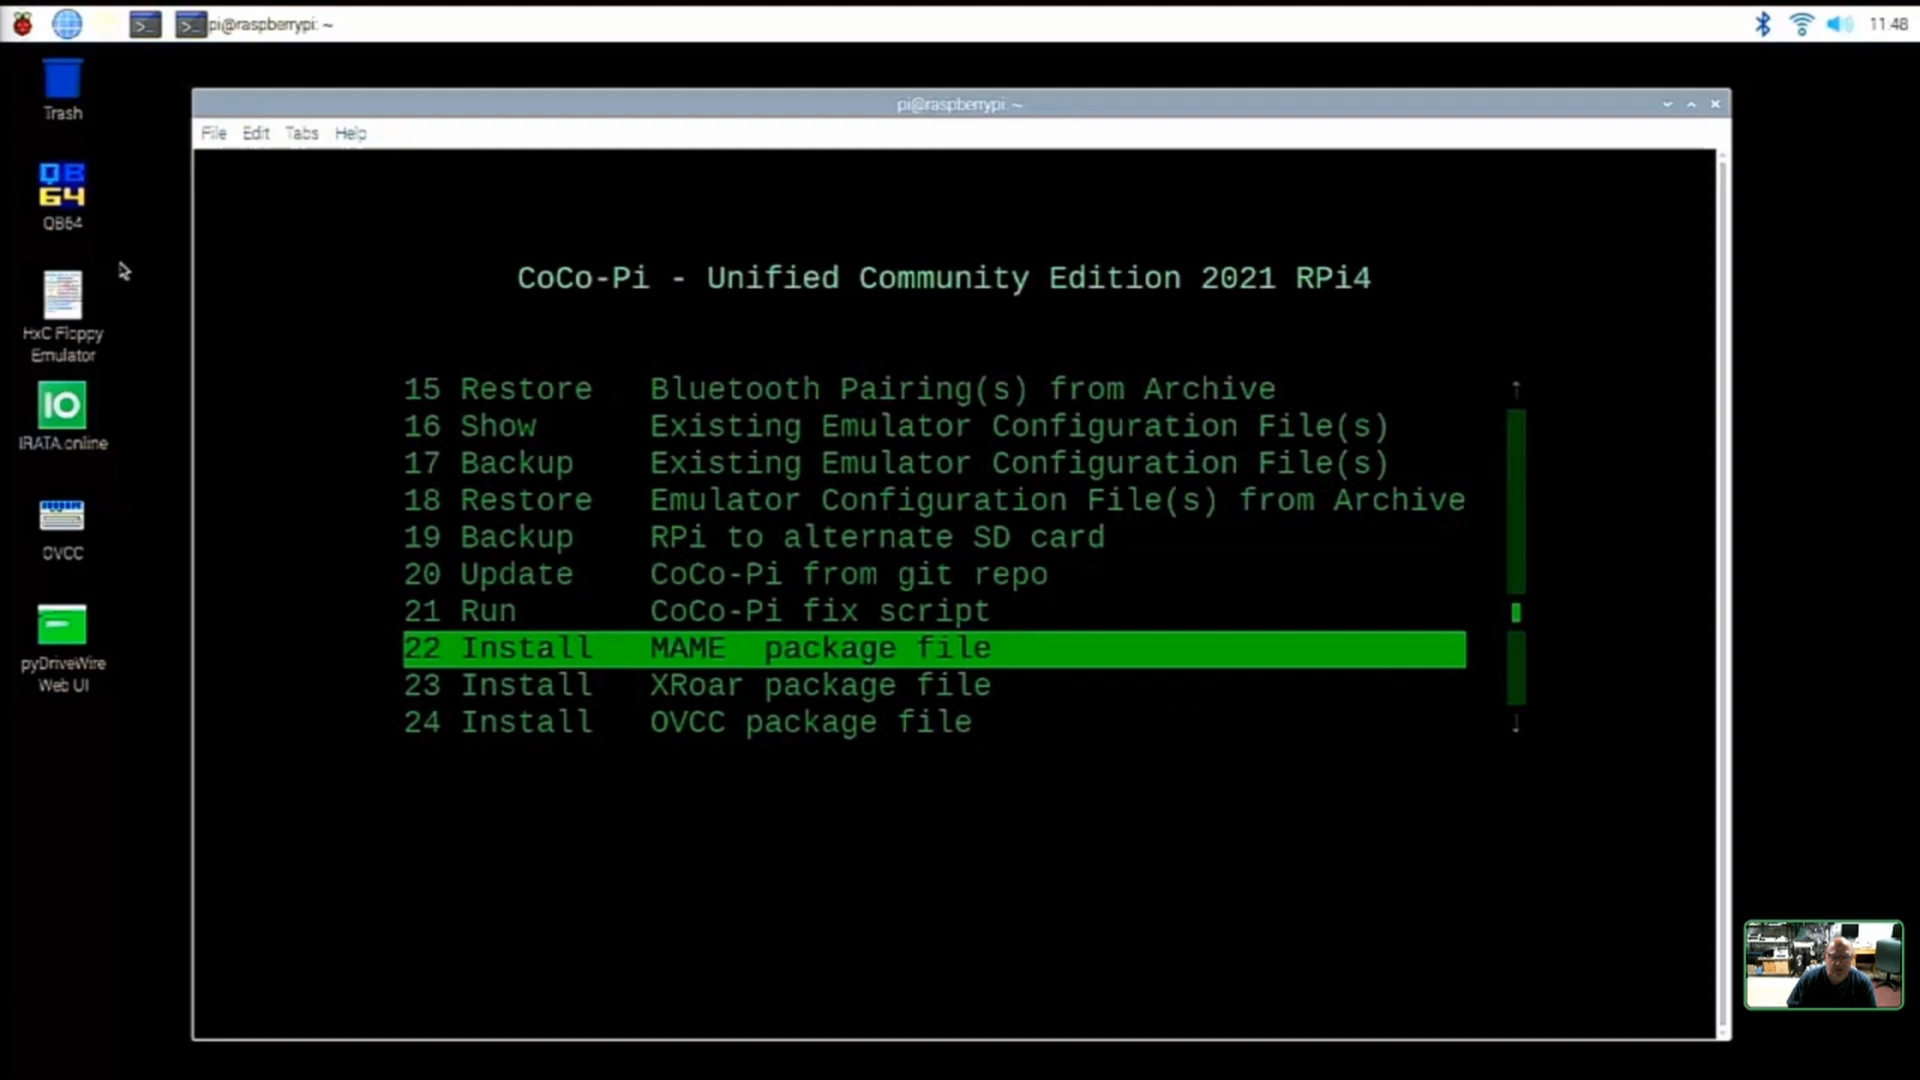 pi@raspberrypi: ~
11:48
Trash
QB64
QB64
HxC Floppy
Emulator
IO
IRATA.online
OVCC
pyDriveWire
Web UI
pi@raspberrypi: ~
File Edit Tabs Help
CoCo-Pi - Unified Community Edition 2021 RPi4
15 Restore Bluetooth Pairing(s) from Archive
16 Show Existing Emulator Configuration File(s)
17 Backup Existing Emulator Configuration File(s)
18 Restore Emulator Configuration File(s) from Archive
19 Backup RPi to alternate SD card
20 Update CoCo-Pi from git repo
21 Run CoCo-Pi fix script
22 Install MAME package file
23 Install XRoar package file
24 Install OVCC package file